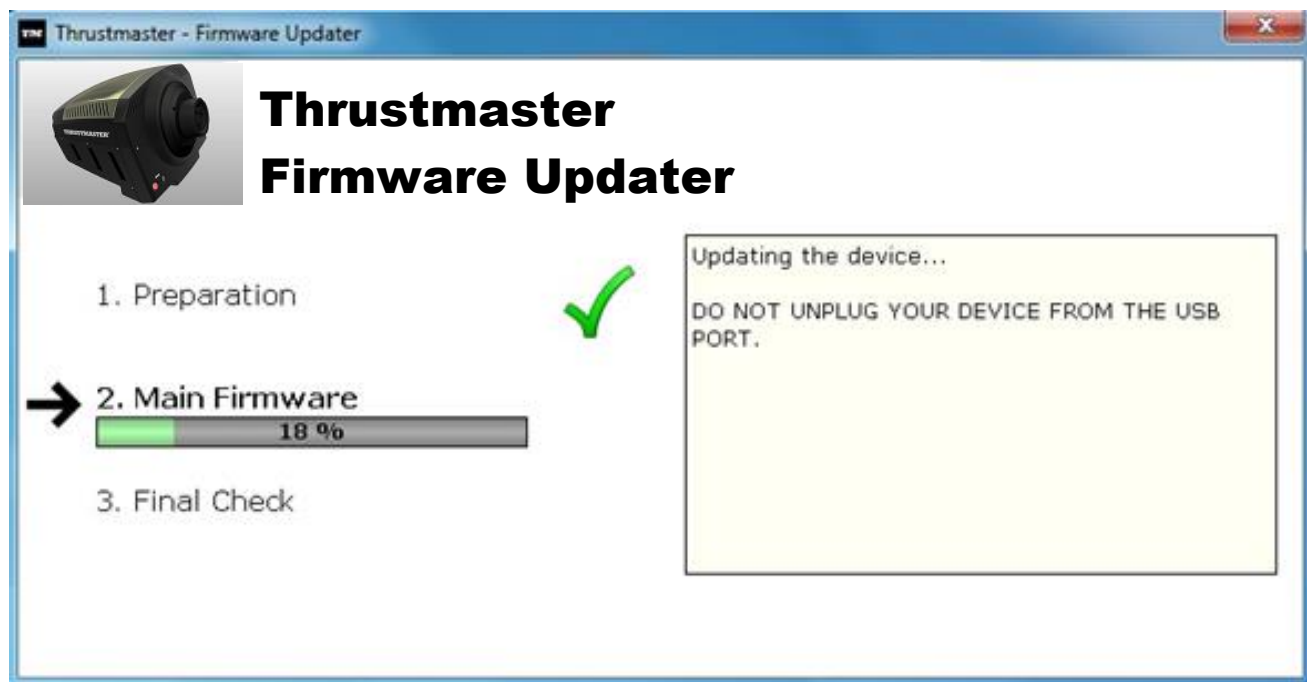 Thrustmaster - Firmware Updater
Thrustmaster
Firmware Updater
THRUSTMASTER
1. Preparation
2. Main Firmware
18 %
3. Final Check
Updating the device...
DO NOT UNPLUG YOUR DEVICE FROM THE USB
PORT.